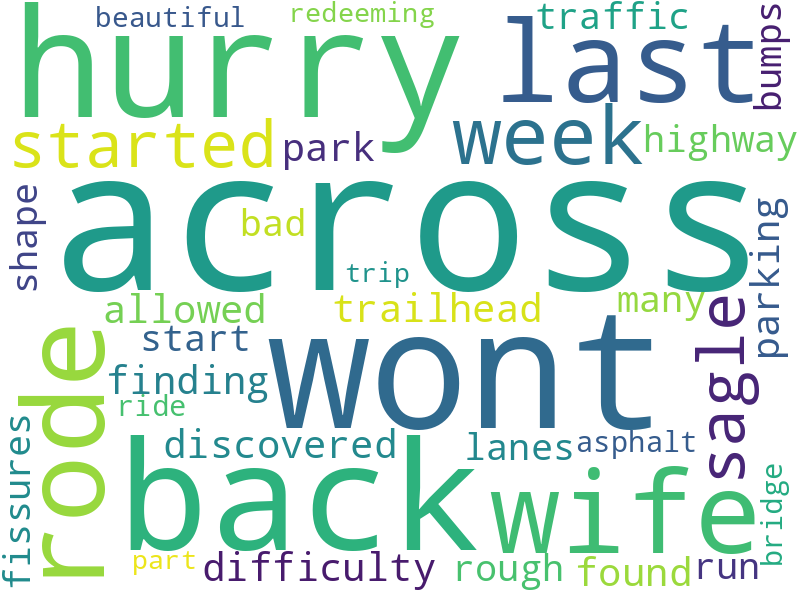 beautiful
redeeming
traffic
bumps
hurry
last
started
park
week
highway
shape
across
parking
bad
trip
allowed
trailhead
many
sagle
rode
start
wont
finding
ride
fissures
discovered
lanes
asphalt
back
wife
bridge
part
difficulty
rough
found
run